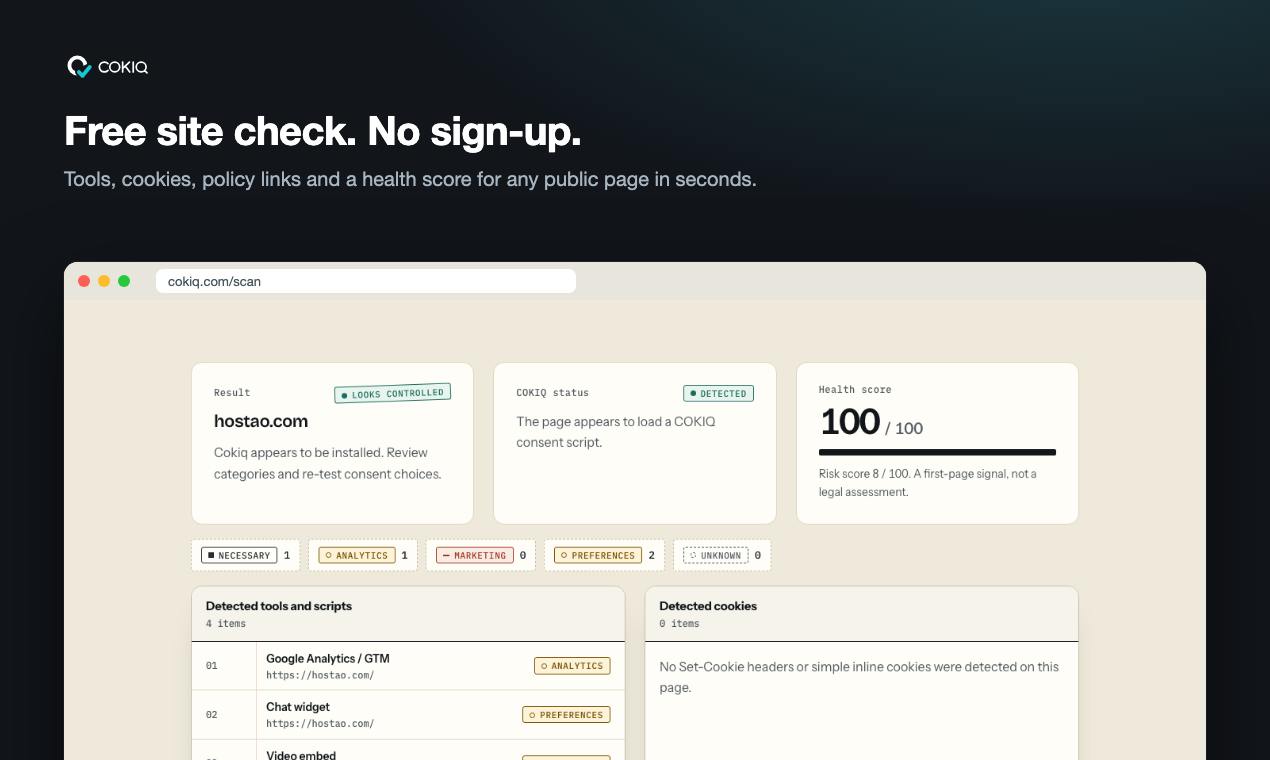 COKIQ
Free site check. No sign-up.
Tools, cookies, policy links and a health score for any public page in seconds.
cokiq.com/scan
Result
LOOKS CONTROLLED
hostao.com
Cokiq appears to be installed. Review
categories and re-test consent choices.
COKIQ status
DETECTED
The page appears to load a COKIQ
consent script.
Health score
100 / 100
Risk score 8 / 100. A first-page signal, not a
legal assessment.
NECESSARY 1
ANALYTICS 1
MARKETING 0
PREFERENCES 2
UNKNOWN 0
Detected tools and scripts
4 items
01
Google Analytics / GTM
https://hostao.com/
ANALYTICS
02
Chat widget
https://hostao.com/
PREFERENCES
Video embed
Detected cookies
0 items
No Set-Cookie headers or simple inline cookies were detected on this
page.